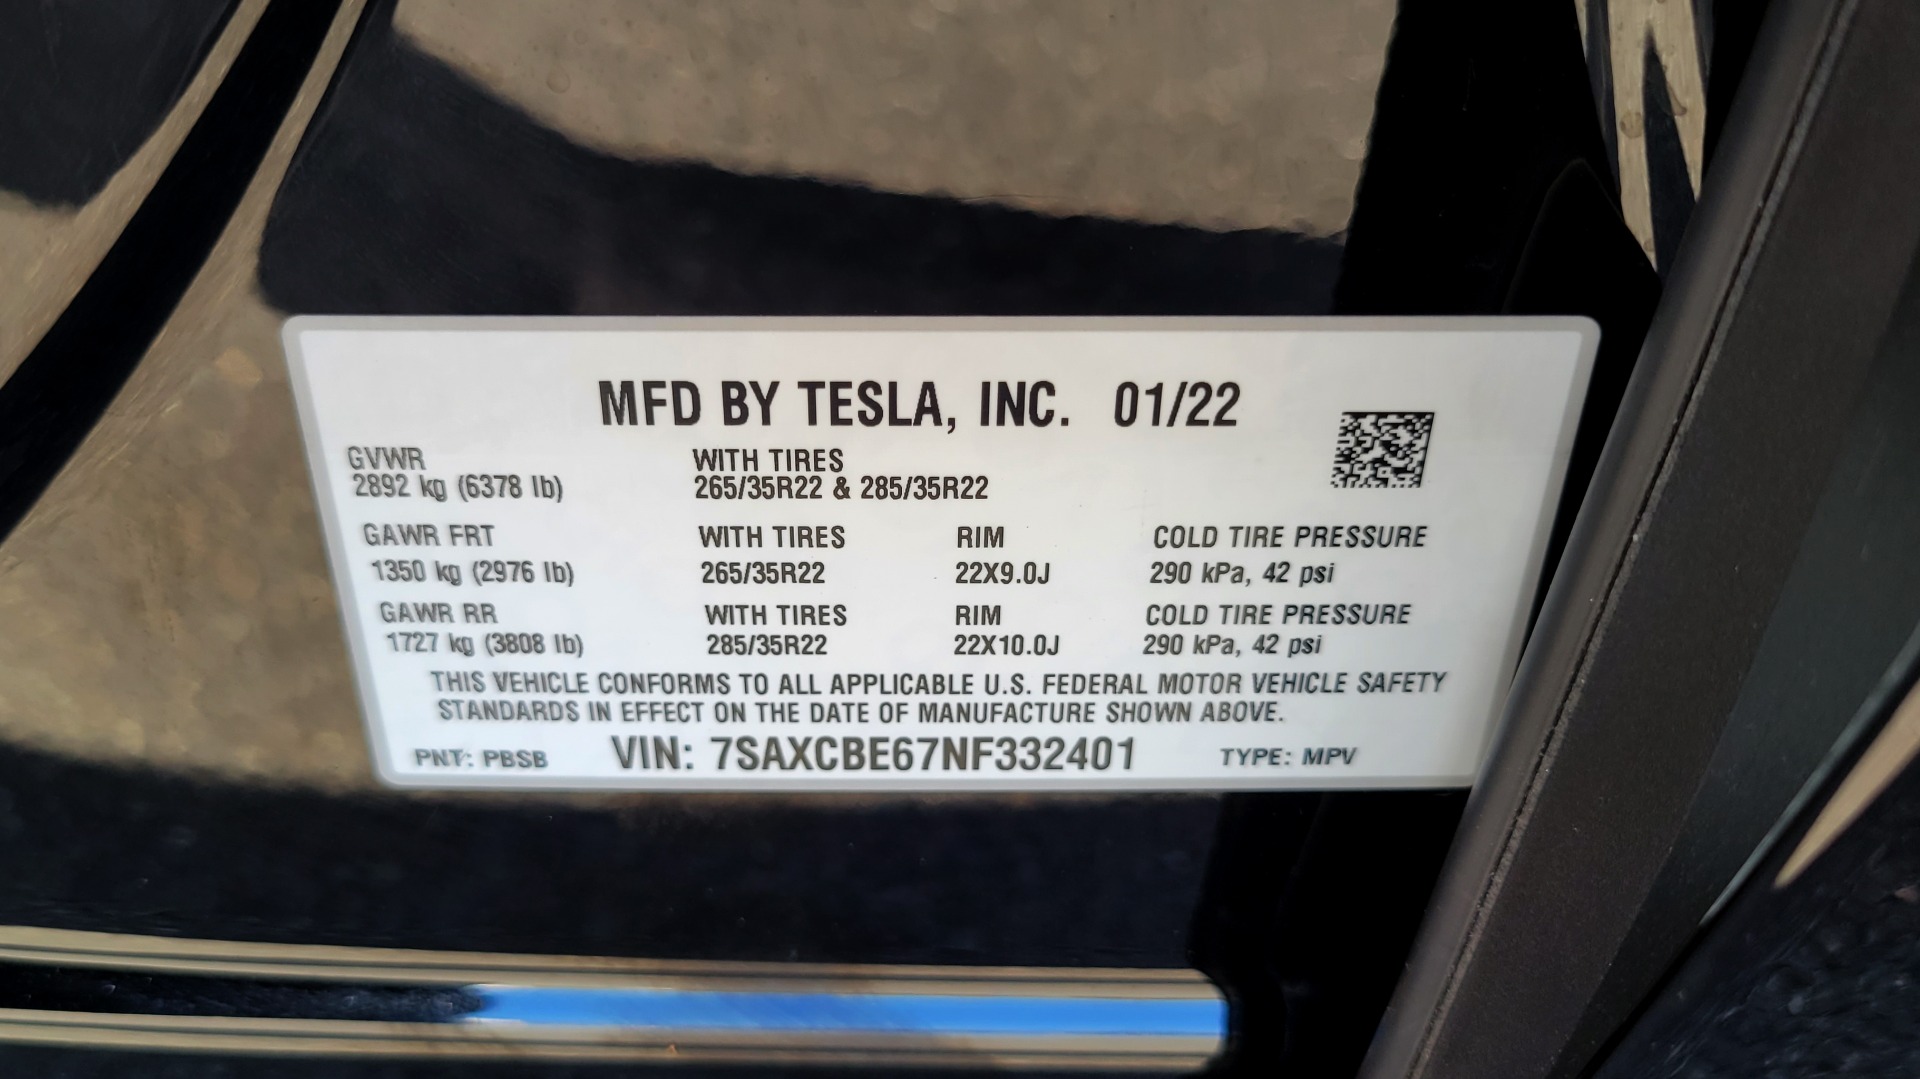 MFD BY TESLA, INC. 01/22
GVWR WITH TIRES
2892 kg (6378 lb) 265/35R22 & 285/35R22
GAWR FRT WITH TIRES RIM COLD TIRE PRESSURE
1350 kg (2976 lb) 265/35R22 22X9.0J 290 kPa, 42 psi
GAWR RR WITH TIRES RIM COLD TIRE PRESSURE
1727 kg (3808 lb) 285/35R22 22X10.0J 290 kPa, 42 psi
THIS VEHICLE CONFORMS TO ALL APPLICABLE U.S. FEDERAL MOTOR VEHICLE SAFETY
STANDARDS IN EFFECT ON THE DATE OF MANUFACTURE SHOWN ABOVE.
PNT: PBSB VIN: 7SAXCBE67NF332401 TYPE: MPV